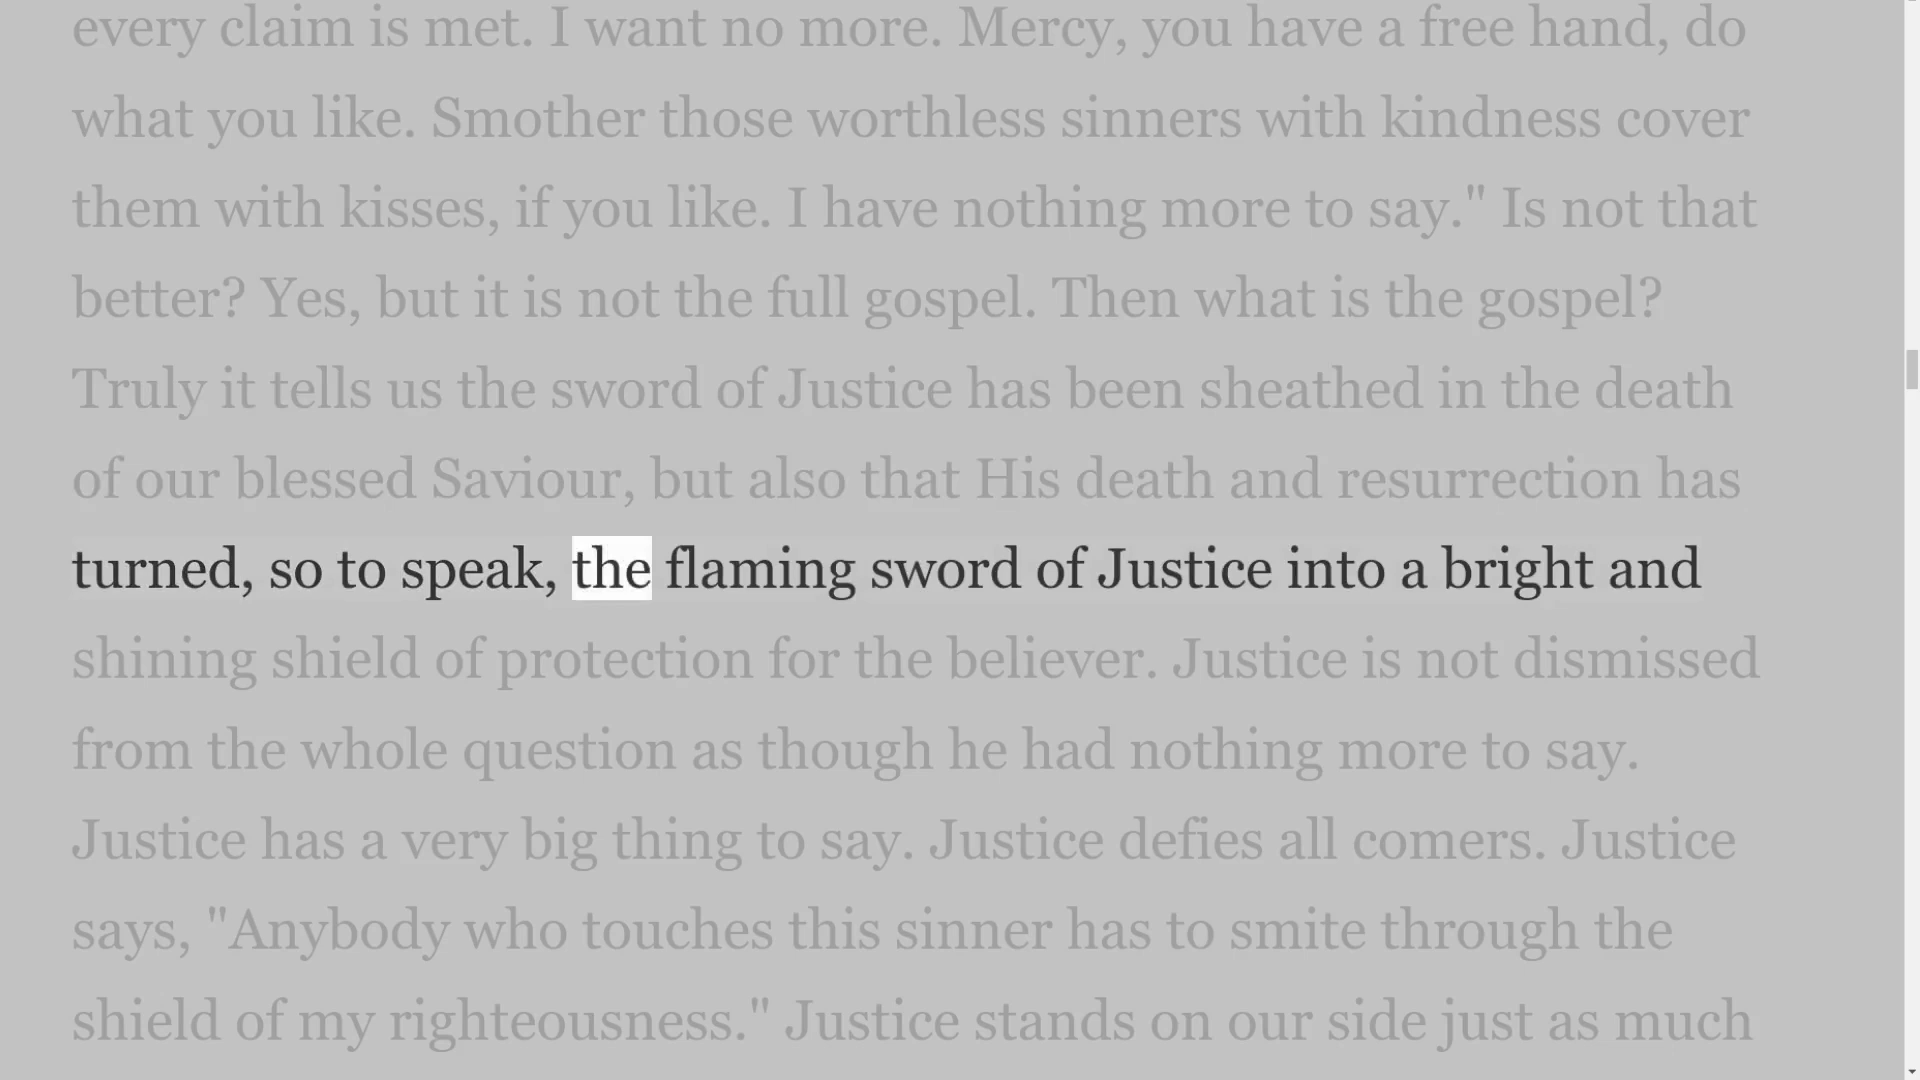 every claim is met. I want no more. Mercy, you have a free hand, do
what you like. Smother those worthless sinners with kindness cover
them with kisses, if you like. I have nothing more to say." Is not that
better? Yes, but it is not the full gospel. Then what is the gospel?
Truly it tells us the sword of Justice has been sheathed in the death
of our blessed Saviour, but also that His death and resurrection has
turned, so to speak, the flaming sword of Justice into a bright and
shining shield of protection for the believer. Justice is not dismissed
from the whole question as though he had nothing more to say.
Justice has a very big thing to say. Justice defies all comers. Justice
says, "Anybody who touches this sinner has to smite through the
shield of my righteousness." Justice stands on our side just as much